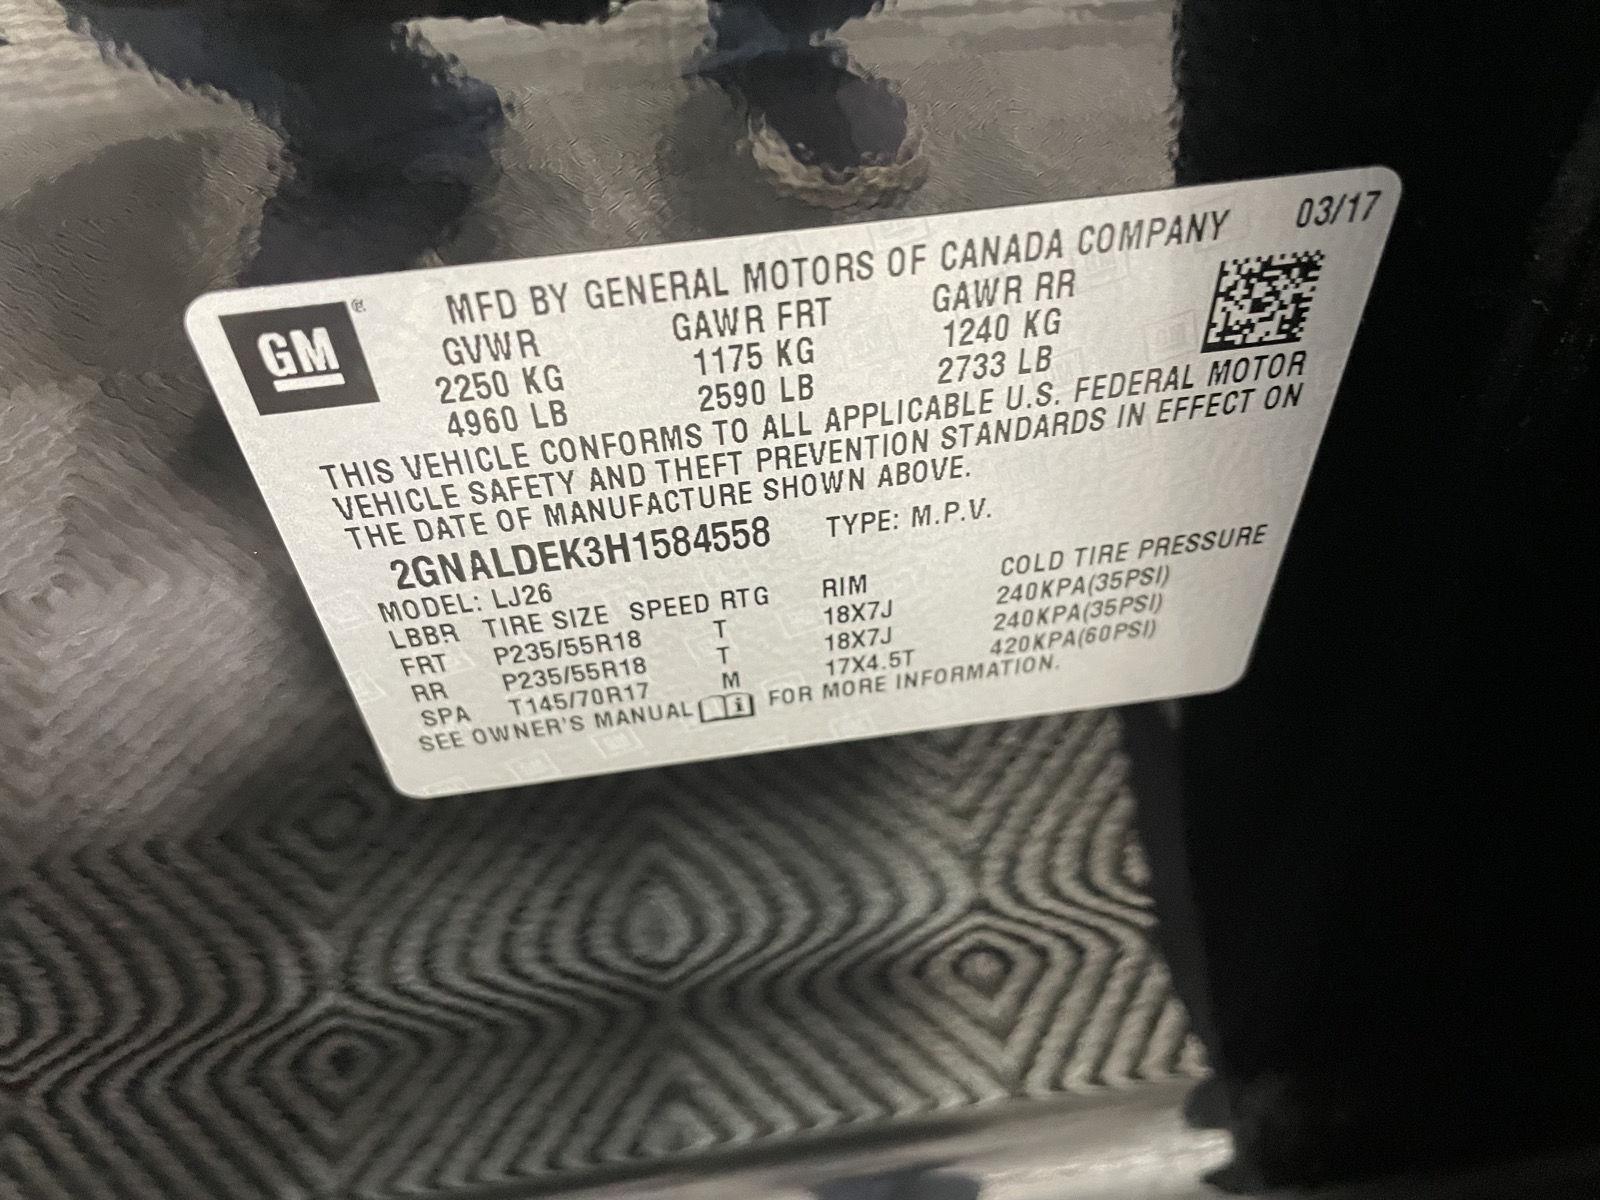 GM
MFD BY GENERAL MOTORS OF CANADA COMPANY 03/17
GVWR GAWR FRT GAWR RR
2250 KG 1175 KG 1240 KG
4960 LB 2590 LB 2733 LB
THIS VEHICLE CONFORMS TO ALL APPLICABLE U.S. FEDERAL MOTOR
VEHICLE SAFETY AND THEFT PREVENTION STANDARDS IN EFFECT ON
THE DATE OF MANUFACTURE SHOWN ABOVE.
2GNALDEK3H1584558 TYPE: M.P.V.
MODEL: LJ26
LBBR TIRE SIZE SPEED RTG RIM COLD TIRE PRESSURE
FRT P235/55R18 T 18X7J 240KPA(35PSI)
RR P235/55R18 T 18X7J 240KPA(35PSI)
SPA T145/70R17 M 17X4.5T 420KPA(60PSI)
SEE OWNER'S MANUAL i FOR MORE INFORMATION.